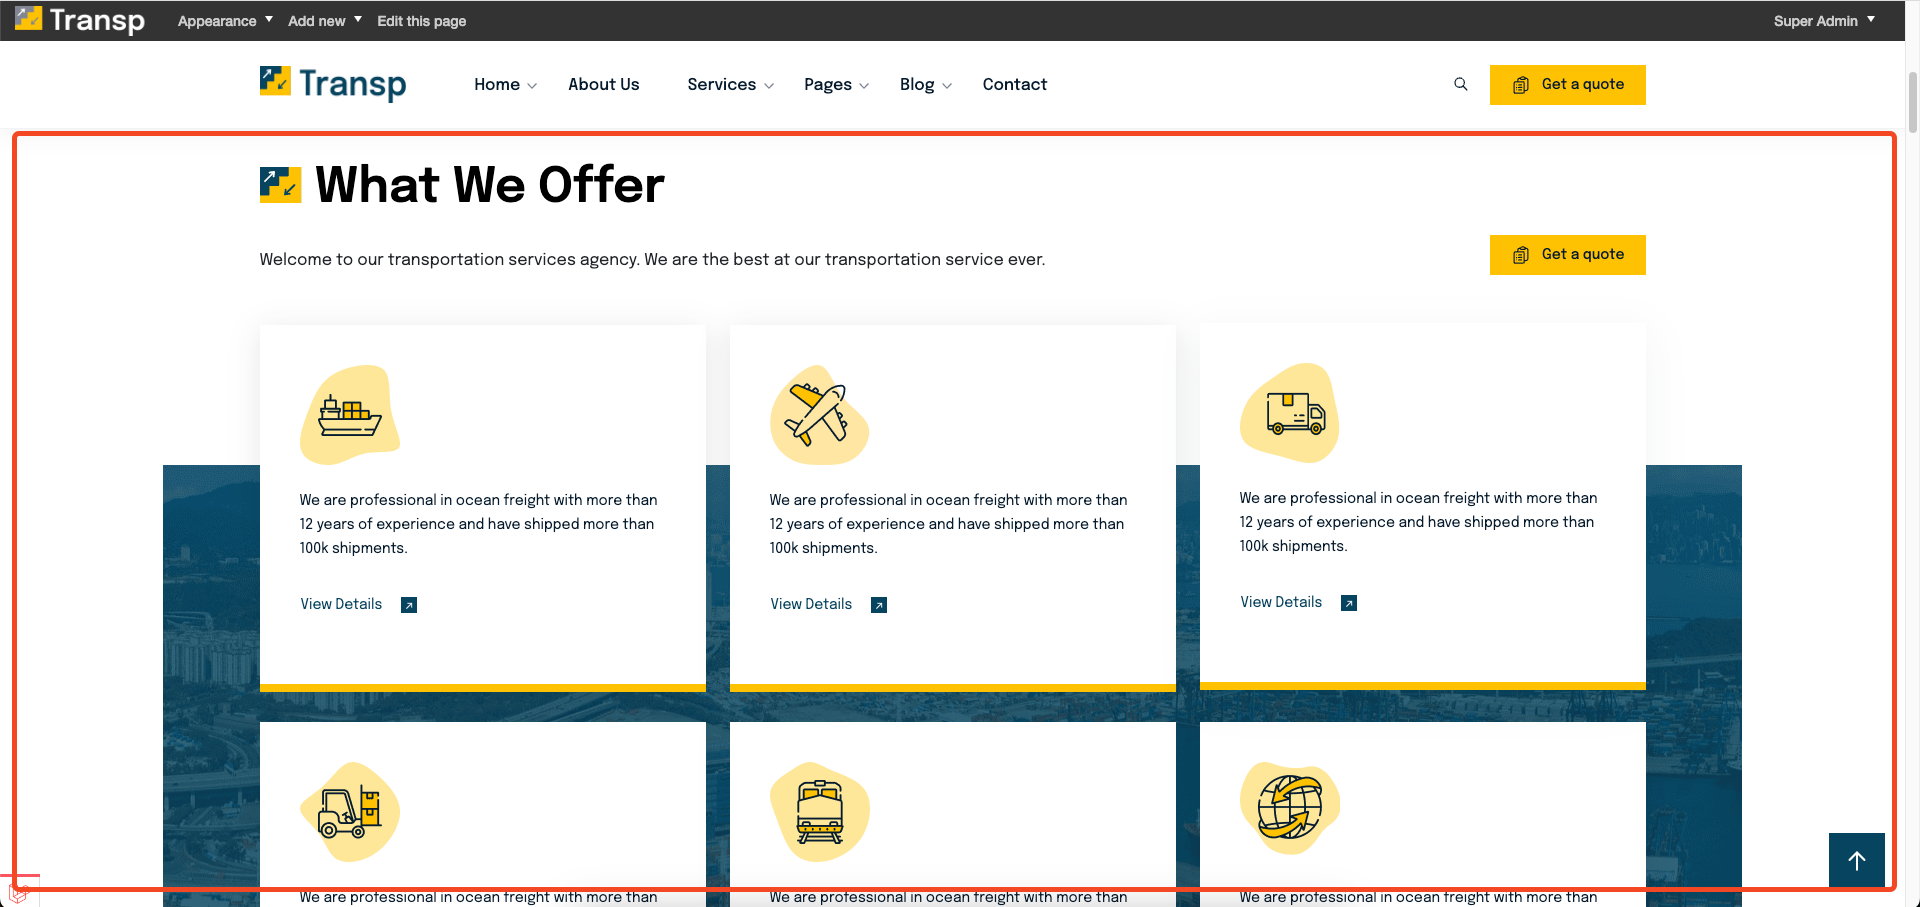 Transp Appearance Add new Edit this page Super Admin
Transp Home About Us Services Pages Blog Contact Get a quote
What We Offer
Welcome to our transportation services agency. We are the best at our transportation service ever.
Get a quote
We are professional in ocean freight with more than
12 years of experience and have shipped more than
100k shipments.
View Details
We are professional in ocean freight with more than
12 years of experience and have shipped more than
100k shipments.
View Details
We are professional in ocean freight with more than
12 years of experience and have shipped more than
100k shipments.
View Details
We are professional in ocean freight with more than
We are professional in ocean freight with more than
We are professional in ocean freight with more than